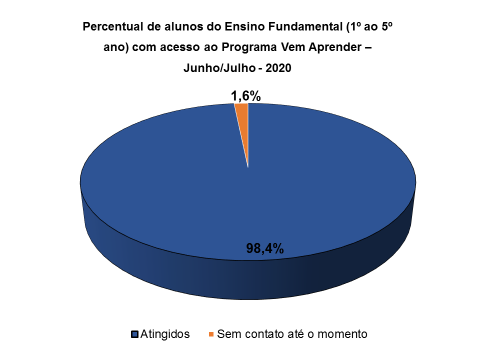 Percentual de alunos do Ensino Fundamental (1º ao 5º
ano) com acesso ao Programa Vem Aprender –
Junho/Julho - 2020
1,6%
98,4%
Atingidos
Sem contato até o momento